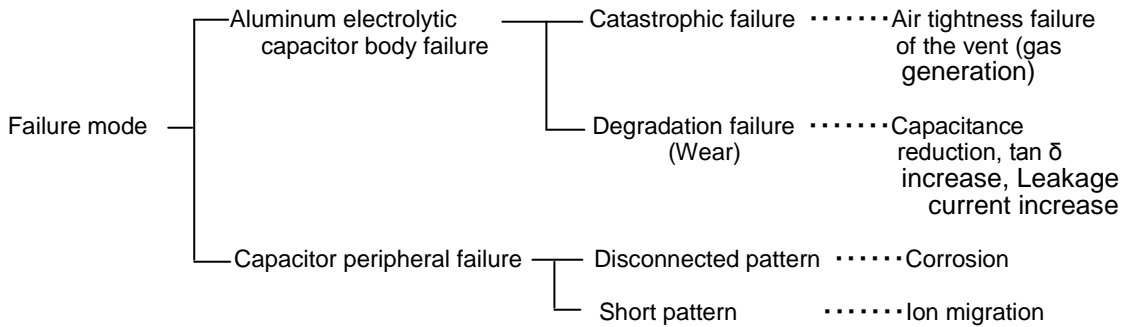 Aluminum electrolytic
capacitor body failure
Catastrophic failure
Air tightness failure
of the vent (gas
generation)
Failure mode
Degradation failure
(Wear)
Capacitance
reduction, tan δ
increase, Leakage
current increase
Capacitor peripheral failure
Disconnected pattern
Corrosion
Short pattern
Ion migration